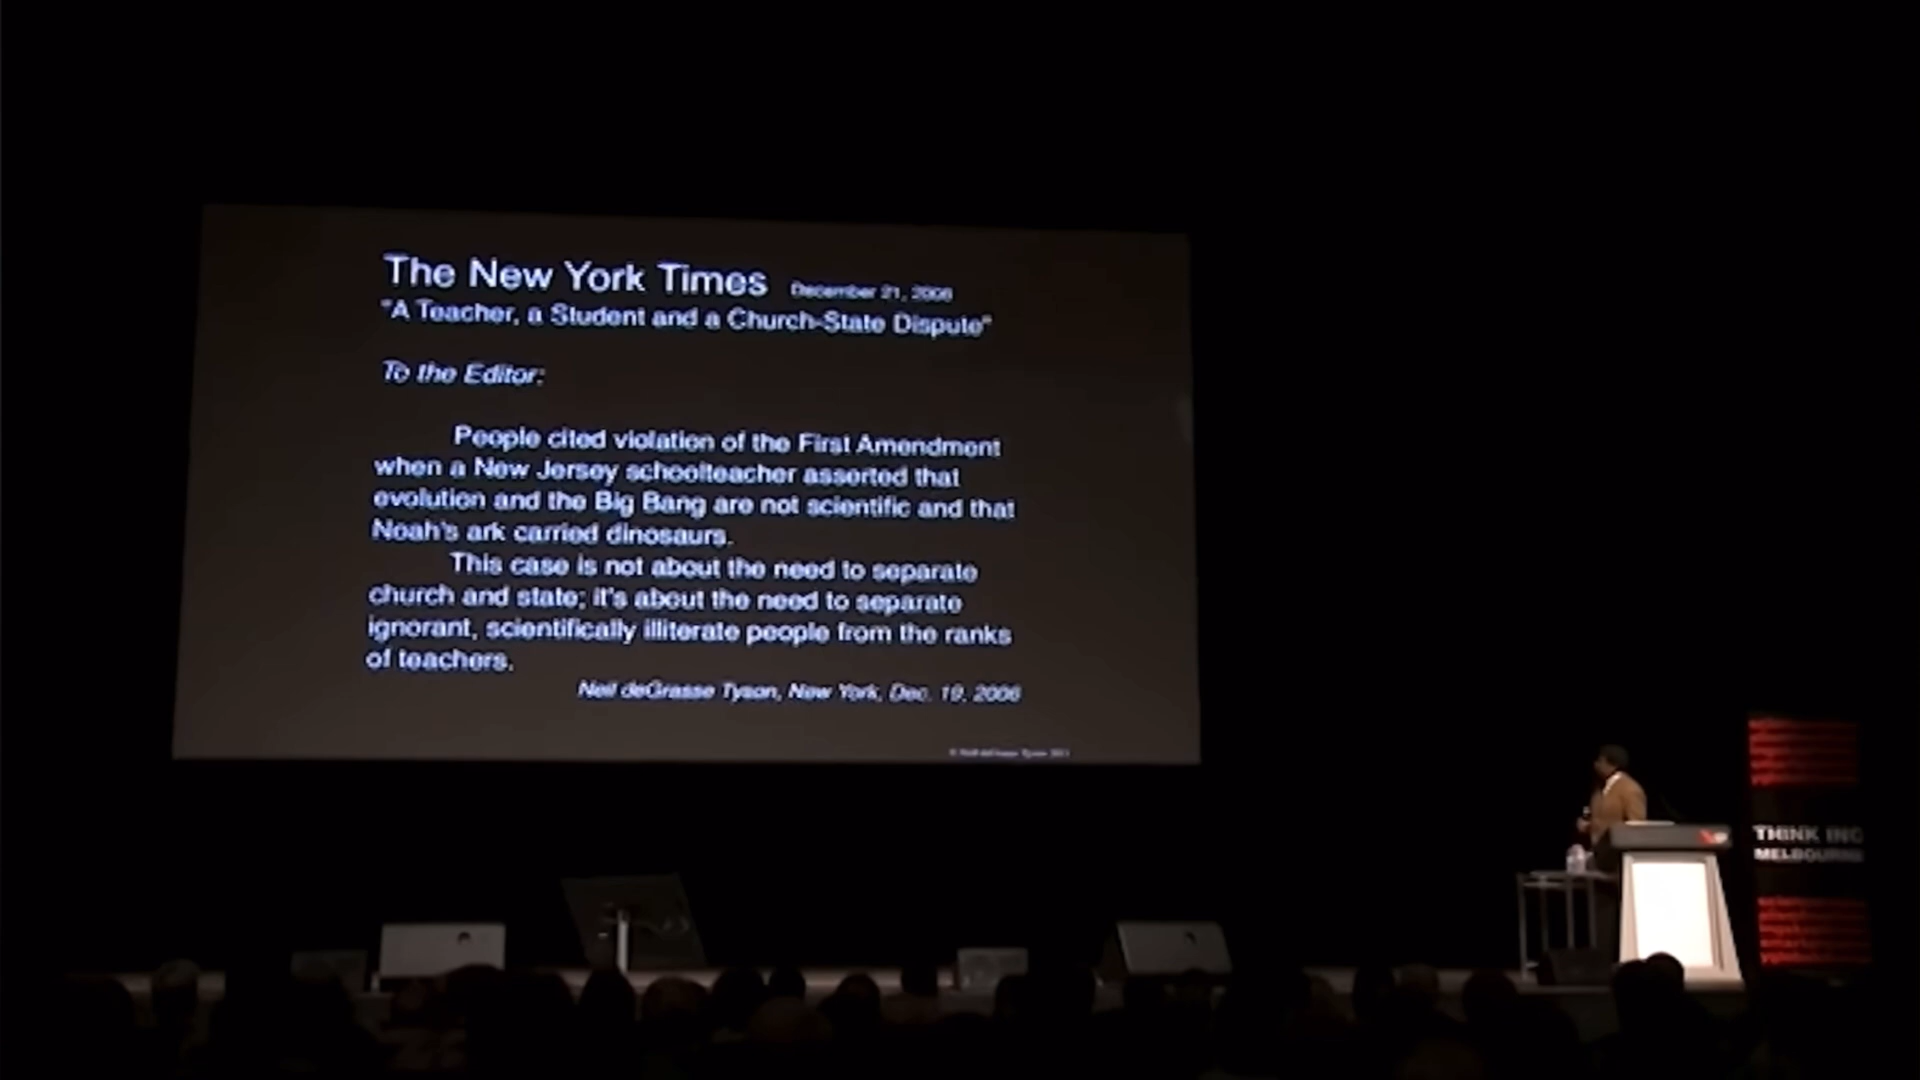 The New York Times December 21, 2006
"A Teacher, a Student and a Church-State Dispute"
To the Editor:
People cited violation of the First Amendment
when a New Jersey schoolteacher asserted that
evolution and the Big Bang are not scientific and that
Noah's ark carried dinosaurs.
This case is not about the need to separate
church and state; it's about the need to separate
ignorant, scientifically illiterate people from the ranks
of teachers.
Neil deGrasse Tyson, New York, Dec. 19, 2006
THINK INC
MELBOURNE